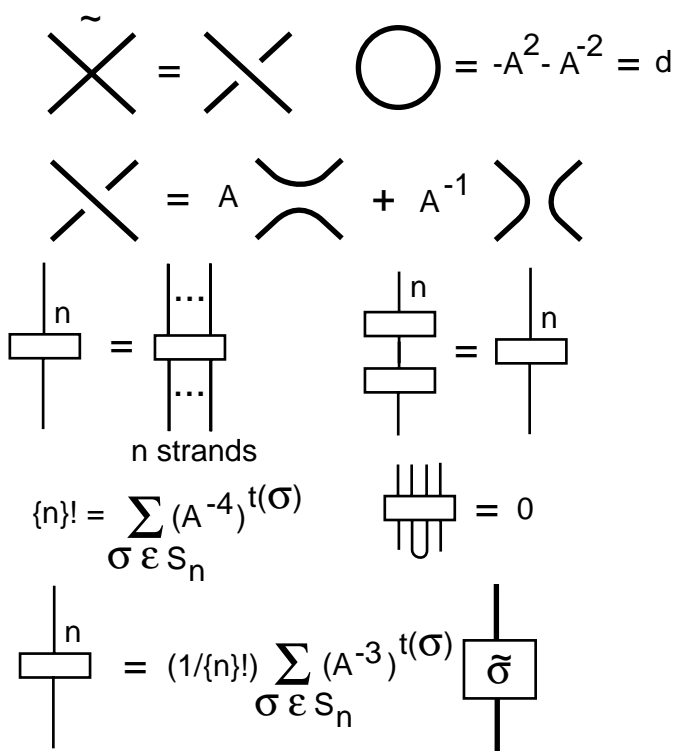 ~
= = -A^2 - A^-2 = d
= A + A^-1
n = ... ... n = n
n strands
{n}! = ∑ (A^-4)^t(σ) = 0
σ ε S_n
n = (1/{n}!) ∑ (A^-3)^t(σ) σ̃
σ ε S_n